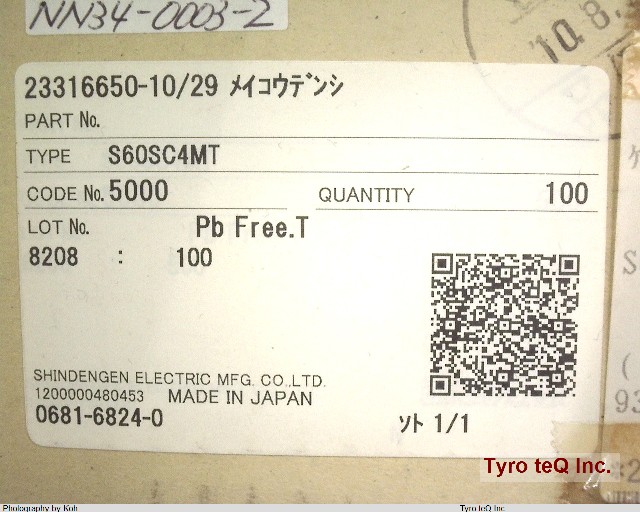 NN34-0003-2
10.8.
23316650-10/29 ﾒｲｺｳﾃﾞﾝｼ
PART No.
TYPE S60SC4MT
CODE No. 5000 QUANTITY 100
LOT No. Pb Free.T
8208 : 100
SHINDENGEN ELECTRIC MFG. CO.,LTD.
1200000480453 MADE IN JAPAN
0681-6824-0 ｿﾄ 1/1
S
(
93
Tyro teQ Inc.
Photography by Koh Tyro teQ Inc